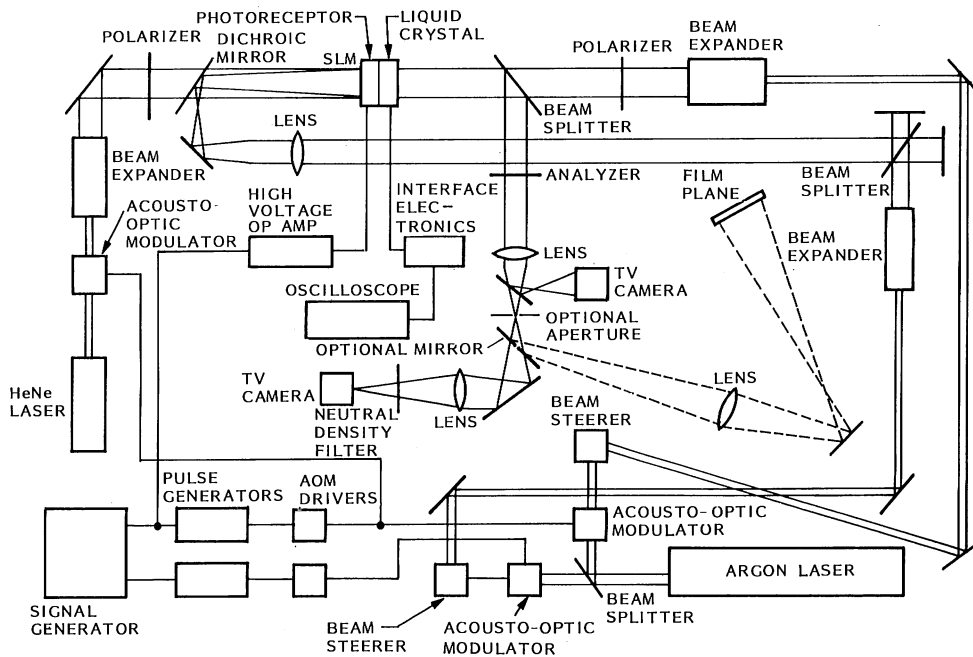 PHOTORECEPTOR
LIQUID
CRYSTAL
POLARIZER
DICHROIC
MIRROR
SLM
POLARIZER
BEAM
EXPANDER
BEAM
SPLITTER
LENS
BEAM
EXPANDER
ANALYZER
FILM
PLANE
BEAM
SPLITTER
ACOUSTO-
OPTIC
MODULATOR
HIGH
VOLTAGE
OP AMP
INTERFACE
ELEC-
TRONICS
BEAM
EXPANDER
LENS
TV
CAMERA
OSCILLOSCOPE
OPTIONAL
APERTURE
OPTIONAL MIRROR
HeNe
LASER
TV
CAMERA
NEUTRAL
DENSITY
FILTER
LENS
LENS
BEAM
STEERER
PULSE
GENERATORS
AOM
DRIVERS
ACOUSTO-OPTIC
MODULATOR
ARGON LASER
SIGNAL
GENERATOR
BEAM
STEERER
ACOUSTO-OPTIC
MODULATOR
BEAM
SPLITTER